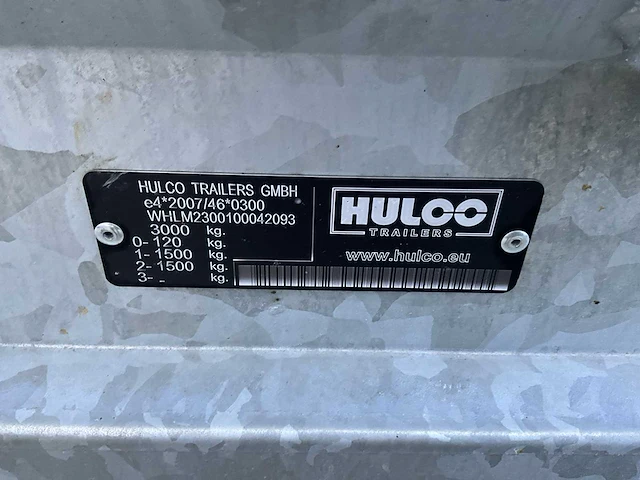 HULCO TRAILERS GMBH
e4*2007/46*0300
WHLM2300100042093
3000 kg.
0- 120 kg.
1- 1500 kg.
2- 1500 kg.
3- - kg.
HULCO
TRAILERS
www.hulco.eu